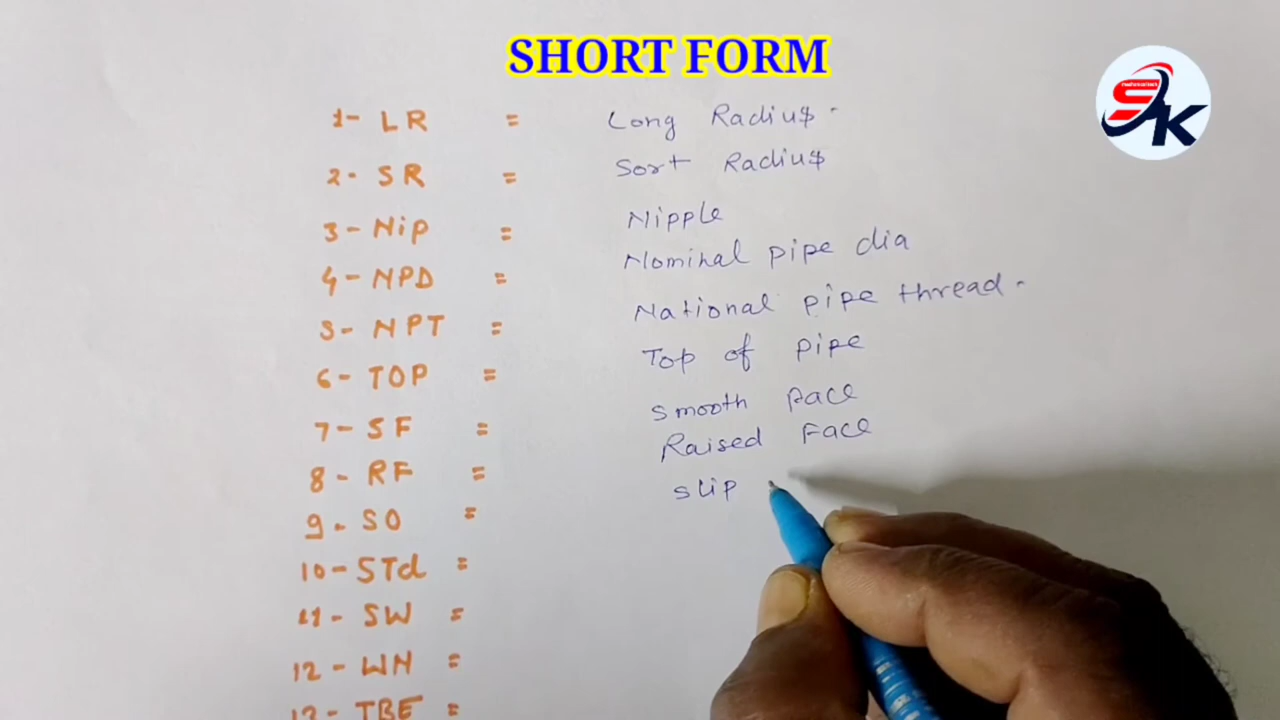 SHORT FORM
SK
1- LR = Long Radius.
2- SR = Sort Radius
3- Nip = Nipple
4- NPD = Nominal pipe dia
5- NPT = National pipe thread.
6- TOP = Top of pipe
7- SF = Smooth face
8- RF = Raised Face
9- SO = Slip
10- STd =
11- SW =
12- WN =
13- TBE =